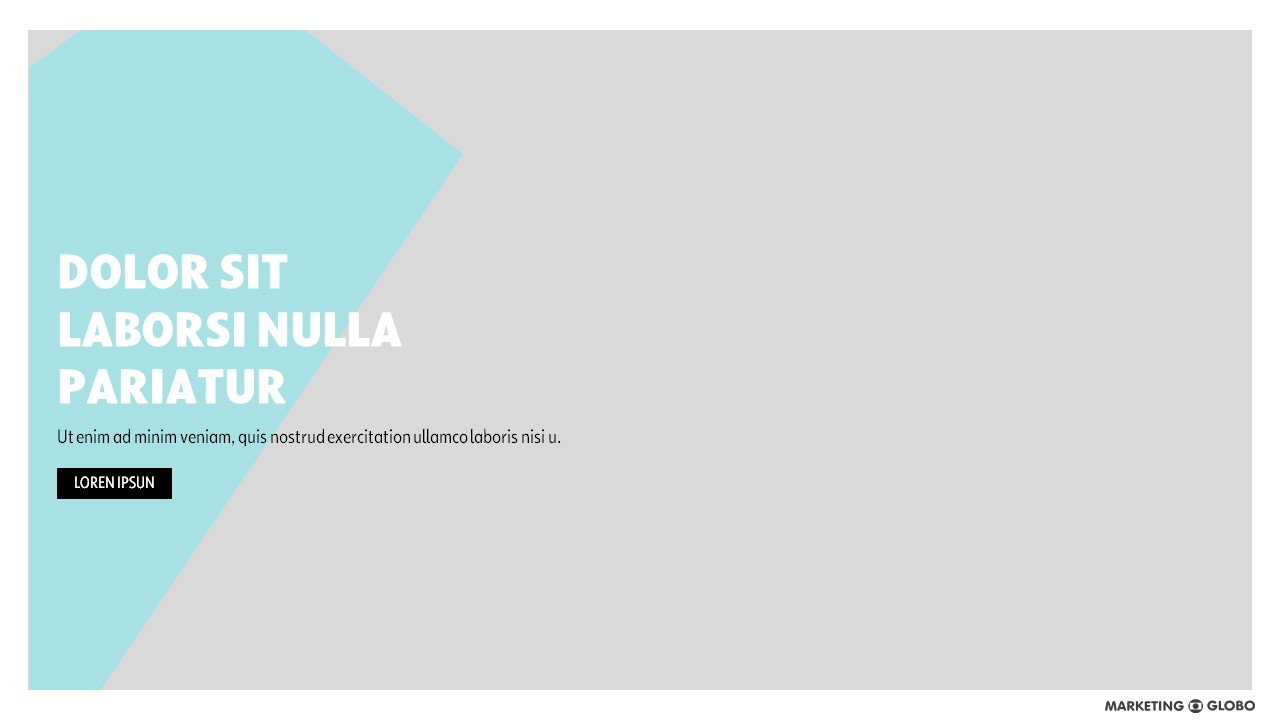 DOLOR SIT
LABORSI NULLA
PARIATUR
Ut enim ad minim veniam, quis nostrud exercitation ullamco laboris nisi u.
LOREN IPSUN
MARKETING GLOBO